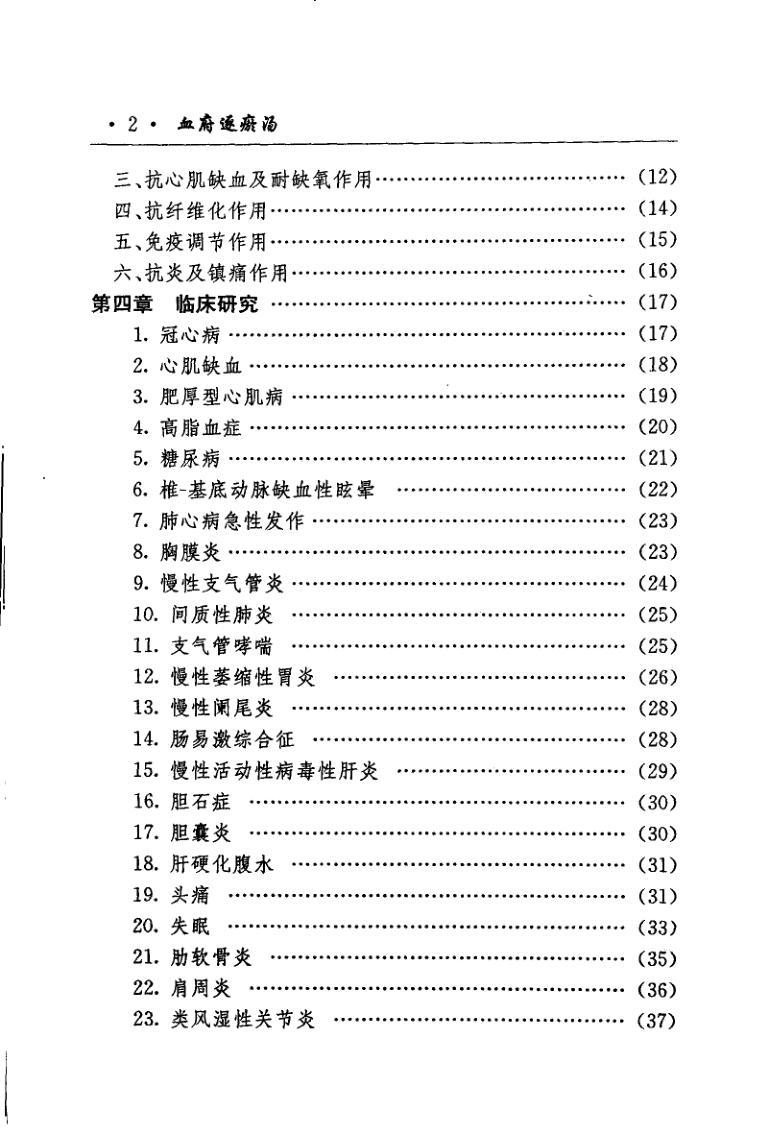 · 2 · 血府逐瘀汤
三、抗心肌缺血及耐缺氧作用……………………………… (12)
四、抗纤维化作用……………………………………………… (14)
五、免疫调节作用……………………………………………… (15)
六、抗炎及镇痛作用…………………………………………… (16)
第四章 临床研究 ……………………………………………… (17)
1. 冠心病 …………………………………………………… (17)
2. 心肌缺血 ………………………………………………… (18)
3. 肥厚型心肌病 …………………………………………… (19)
4. 高脂血症 ………………………………………………… (20)
5. 糖尿病 …………………………………………………… (21)
6. 椎-基底动脉缺血性眩晕 ……………………………… (22)
7. 肺心病急性发作 ………………………………………… (23)
8. 胸膜炎 …………………………………………………… (23)
9. 慢性支气管炎 …………………………………………… (24)
10. 间质性肺炎 …………………………………………… (25)
11. 支气管哮喘 …………………………………………… (25)
12. 慢性萎缩性胃炎 ……………………………………… (26)
13. 慢性阑尾炎 …………………………………………… (28)
14. 肠易激综合征 ………………………………………… (28)
15. 慢性活动性病毒性肝炎 ……………………………… (29)
16. 胆石症 ………………………………………………… (30)
17. 胆囊炎 ………………………………………………… (30)
18. 肝硬化腹水 …………………………………………… (31)
19. 头痛 …………………………………………………… (31)
20. 失眠 …………………………………………………… (33)
21. 肋软骨炎 ……………………………………………… (35)
22. 肩周炎 ………………………………………………… (36)
23. 类风湿性关节炎 ……………………………………… (37)